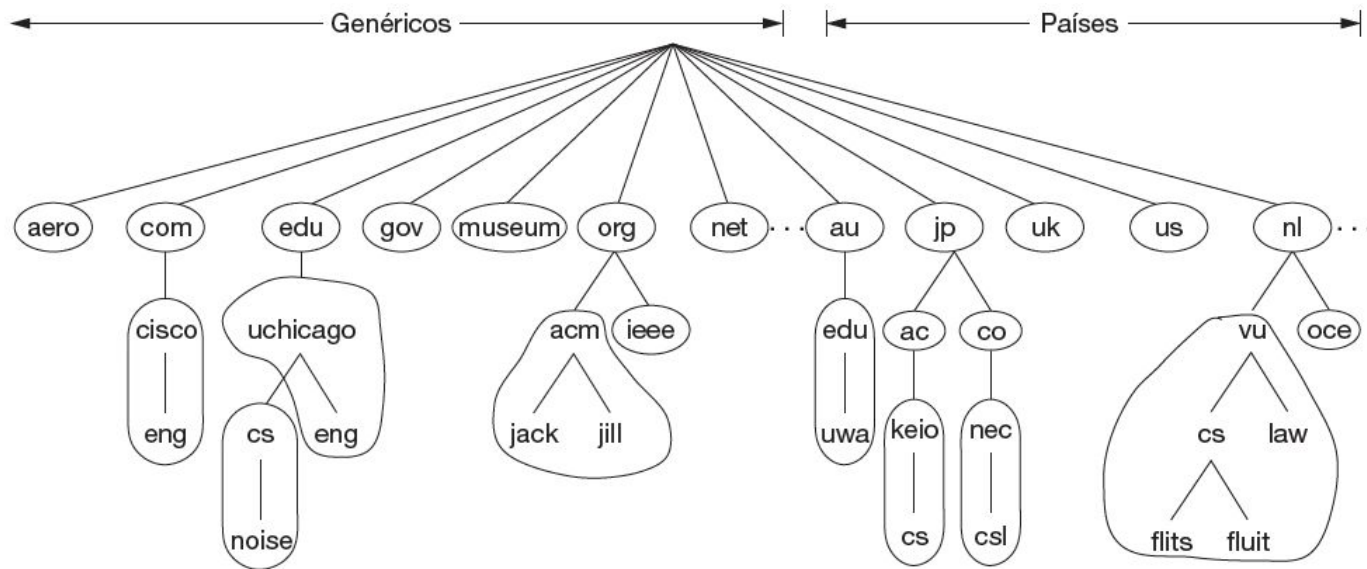 Genéricos Países
aero com edu gov museum org net ... au jp uk us nl ...
cisco uchicago acm ieee edu ac co vu oce
eng cs eng jack jill uwa keio nec cs law
noise cs csl flits fluit